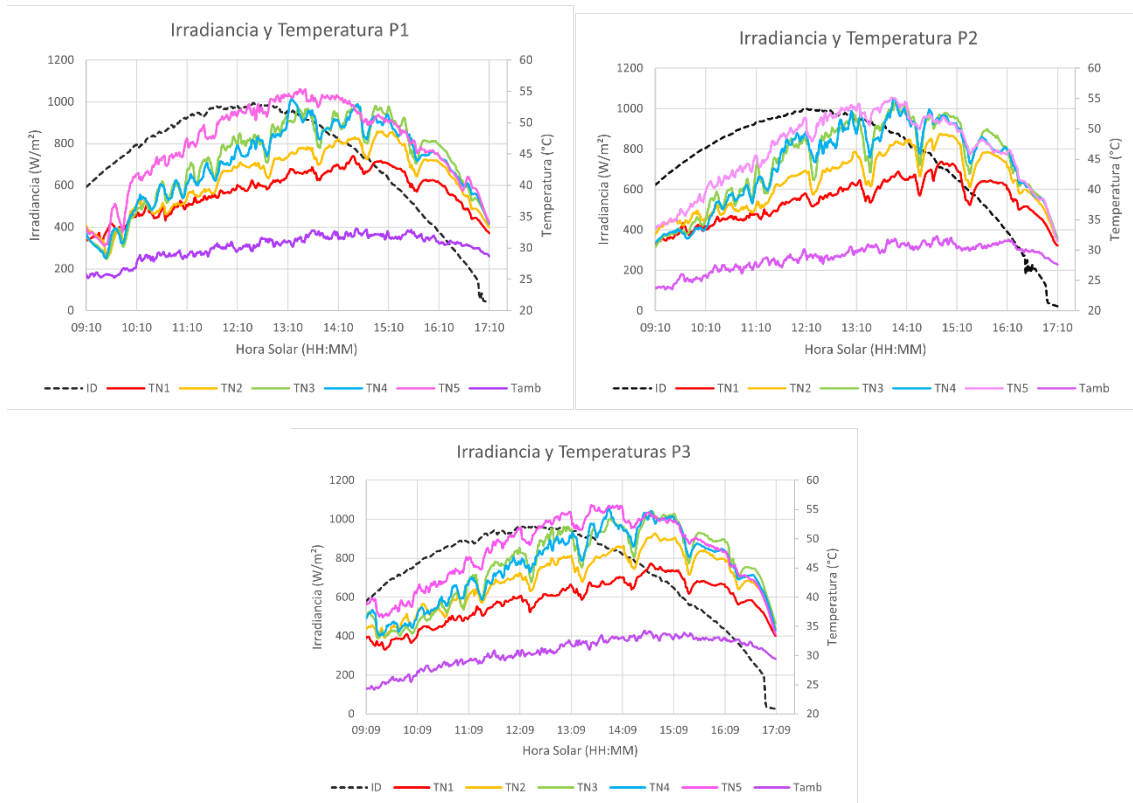 Irradiancia y Temperatura P1
1200
1000
800
600
400
200
0
Irradiancia (W/m²)
60
55
50
45
40
35
30
25
20
Temperatura (°C)
09:10 10:10 11:10 12:10 13:10 14:10 15:10 16:10 17:10
Hora Solar (HH:MM)
ID TN1 TN2 TN3 TN4 TN5 Tamb
Irradiancia y Temperatura P2
1200
1000
800
600
400
200
0
Irradiancia (W/m²)
60
55
50
45
40
35
30
25
20
Temperatura (°C)
09:10 10:10 11:10 12:10 13:10 14:10 15:10 16:10 17:10
Hora Solar (HH:MM)
ID TN1 TN2 TN3 TN4 TN5 Tamb
Irradiancia y Temperaturas P3
1200
1000
800
600
400
200
0
Irradiancia (W/m²)
60
55
50
45
40
35
30
25
20
Temperatura (°C)
09:09 10:09 11:09 12:09 13:09 14:09 15:09 16:09 17:09
Hora Solar (HH:MM)
ID TN1 TN2 TN3 TN4 TN5 Tamb